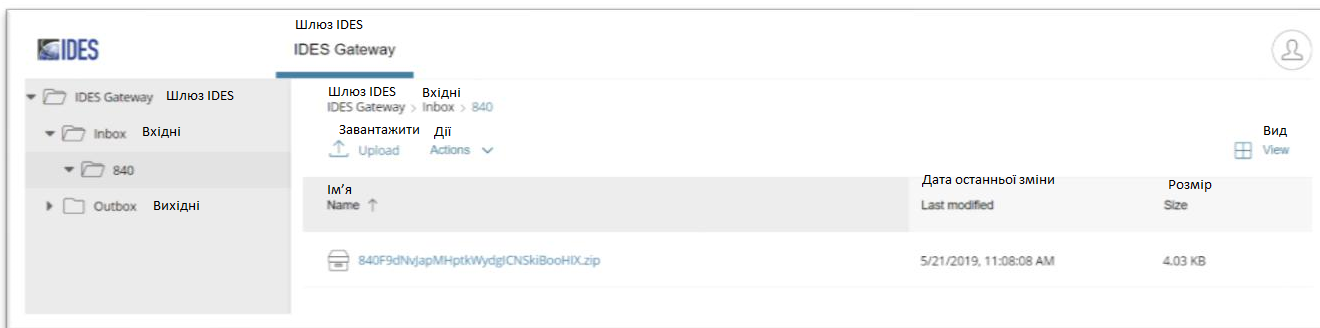 Шлюз IDES
IDES
IDES Gateway
IDES Gateway Шлюз IDES
Inbox Вхідні
840
Outbox Вихідні
Шлюз IDES Вхідні
IDES Gateway > Inbox > 840
Завантажити Дії Вид
Upload Actions View
Ім’я Дата останньої зміни Розмір
Name ↑ Last modified Size
5/21/2019, 11:08:08 AM 4.03 KB